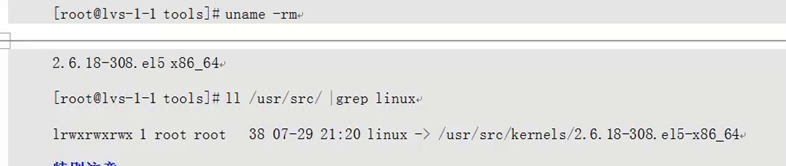 [root@lvs-1-1 tools]# uname -rm
2.6.18-308.el5 x86_64
[root@lvs-1-1 tools]# ll /usr/src/ |grep linux
lrwxrwxrwx 1 root root 38 07-29 21:20 linux -> /usr/src/kernels/2.6.18-308.el5-x86_64